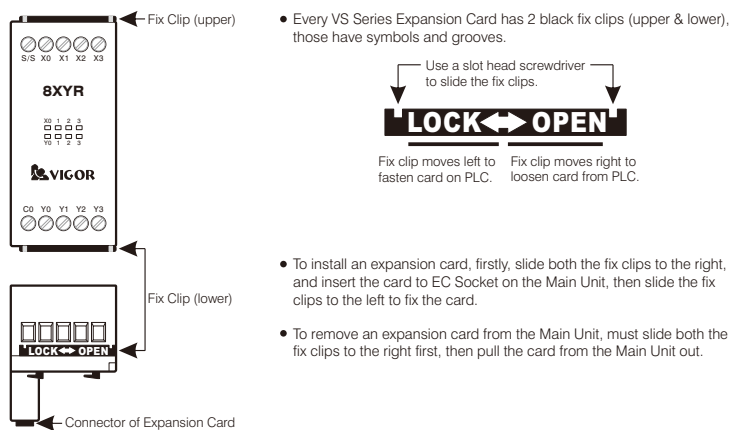 Fix Clip (upper)
S/S X0 X1 X2 X3
8XYR
X0 1 2 3
Y0 1 2 3
VIGOR
C0 Y0 Y1 Y2 Y3
Fix Clip (lower)
LOCK OPEN
Connector of Expansion Card
• Every VS Series Expansion Card has 2 black fix clips (upper & lower),
those have symbols and grooves.
Use a slot head screwdriver
to slide the fix clips.
LOCK OPEN
Fix clip moves left to
fasten card on PLC.
Fix clip moves right to
loosen card from PLC.
• To install an expansion card, firstly, slide both the fix clips to the right,
and insert the card to EC Socket on the Main Unit, then slide the fix
clips to the left to fix the card.
• To remove an expansion card from the Main Unit, must slide both the
fix clips to the right first, then pull the card from the Main Unit out.